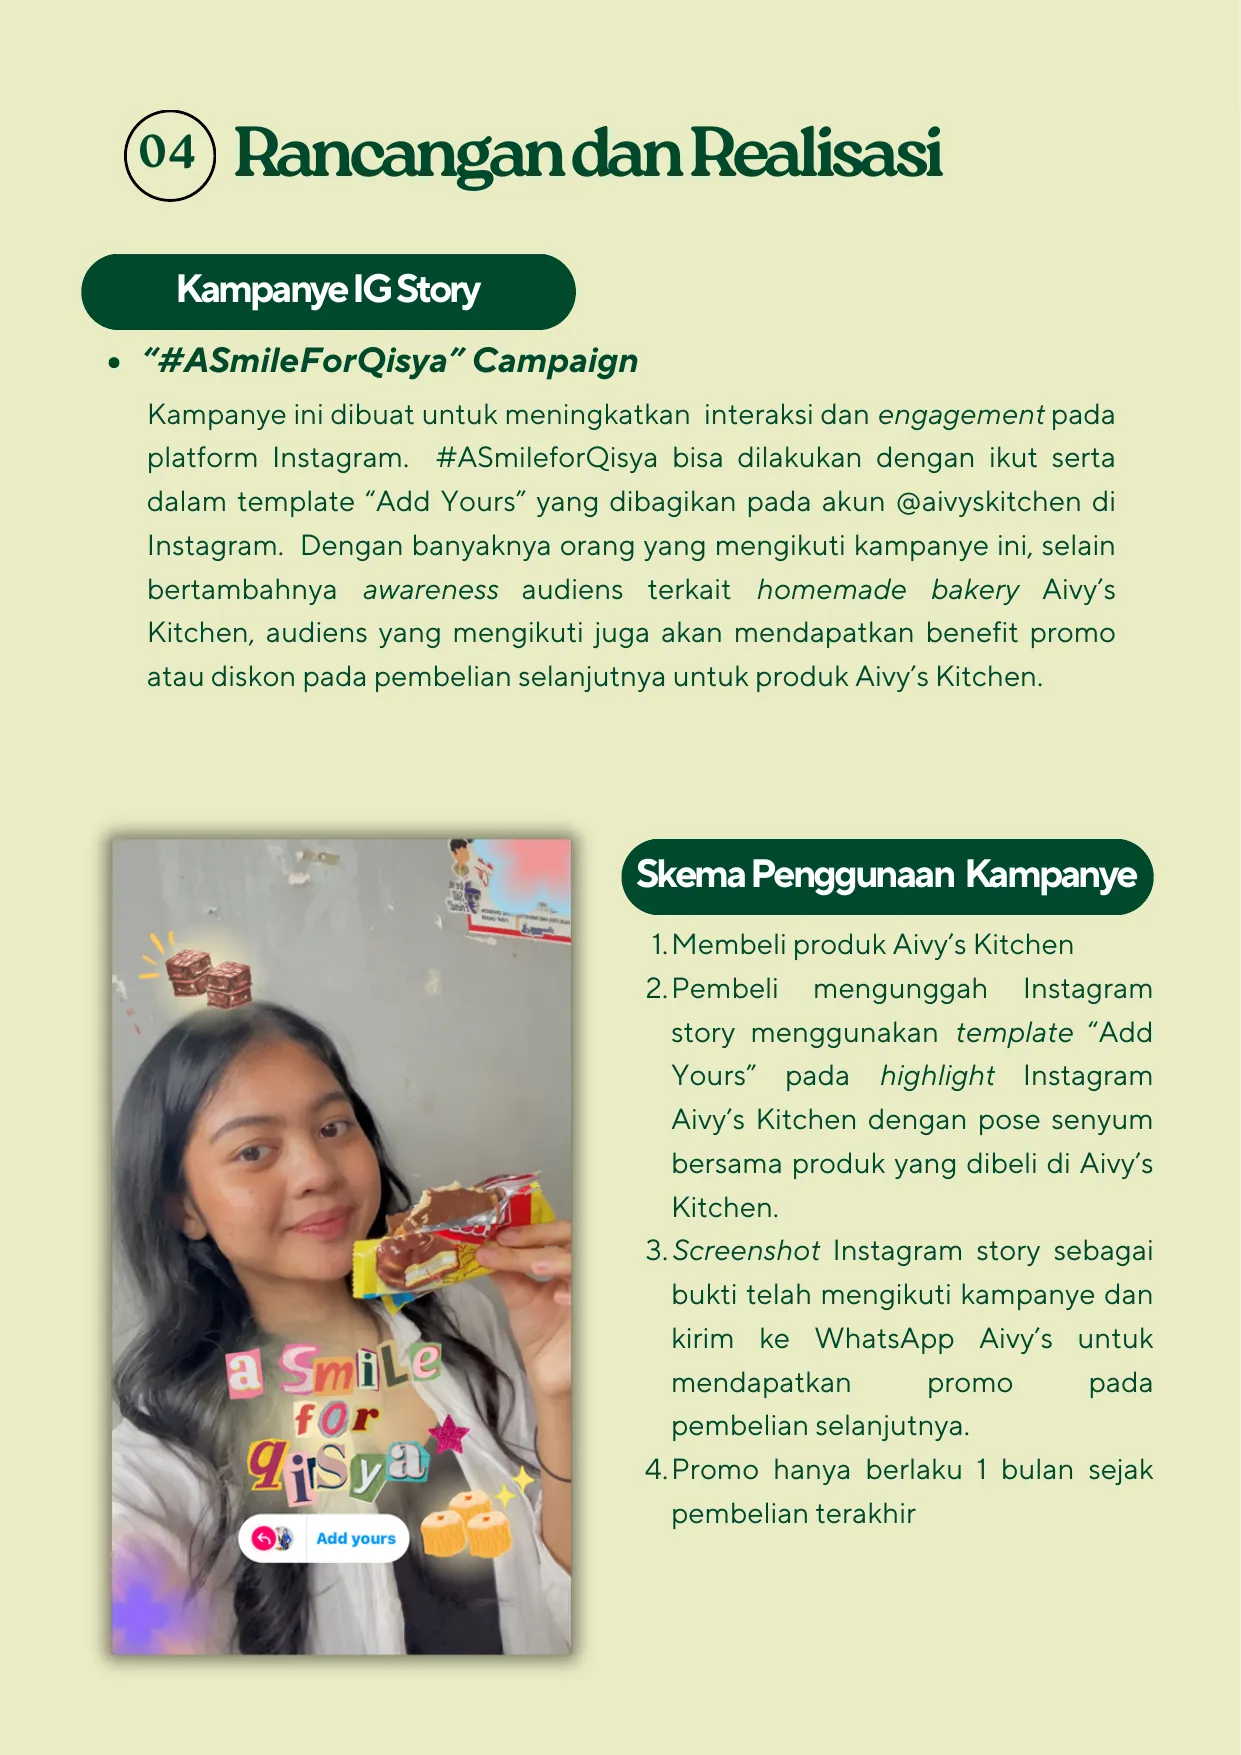 04 Rancangan dan Realisasi
Kampanye IG Story
• “#ASmileForQisya” Campaign
Kampanye ini dibuat untuk meningkatkan interaksi dan engagement pada
platform Instagram. #ASmileforQisya bisa dilakukan dengan ikut serta
dalam template “Add Yours” yang dibagikan pada akun @aivyskitchen di
Instagram. Dengan banyaknya orang yang mengikuti kampanye ini, selain
bertambahnya awareness audiens terkait homemade bakery Aivy’s
Kitchen, audiens yang mengikuti juga akan mendapatkan benefit promo
atau diskon pada pembelian selanjutnya untuk produk Aivy’s Kitchen.
a Smile
for
qisya
Add yours
Skema Penggunaan Kampanye
1. Membeli produk Aivy’s Kitchen
2. Pembeli mengunggah Instagram
story menggunakan template “Add
Yours” pada highlight Instagram
Aivy’s Kitchen dengan pose senyum
bersama produk yang dibeli di Aivy’s
Kitchen.
3. Screenshot Instagram story sebagai
bukti telah mengikuti kampanye dan
kirim ke WhatsApp Aivy’s untuk
mendapatkan promo pada
pembelian selanjutnya.
4. Promo hanya berlaku 1 bulan sejak
pembelian terakhir